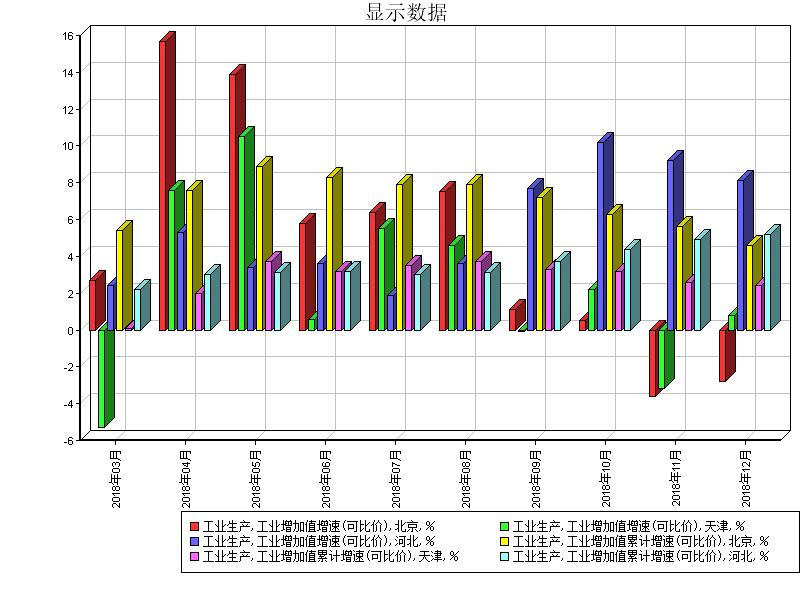 显示数据
16
14
12
10
8
6
4
2
0
-2
-4
-6
2018年03月
2018年04月
2018年05月
2018年06月
2018年07月
2018年08月
2018年09月
2018年10月
2018年11月
2018年12月
工业生产, 工业增加值增速(可比价), 北京, % 工业生产, 工业增加值增速(可比价), 天津, %
工业生产, 工业增加值增速(可比价), 河北, % 工业生产, 工业增加值累计增速(可比价), 北京, %
工业生产, 工业增加值累计增速(可比价), 天津, % 工业生产, 工业增加值累计增速(可比价), 河北, %